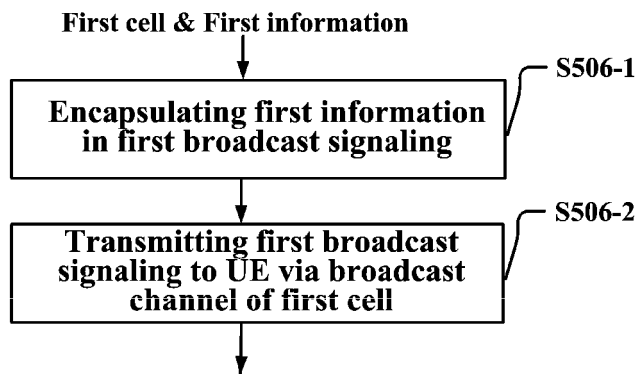 First cell & First information
S506-1
Encapsulating first information
in first broadcast signaling
S506-2
Transmitting first broadcast
signaling to UE via broadcast
channel of first cell